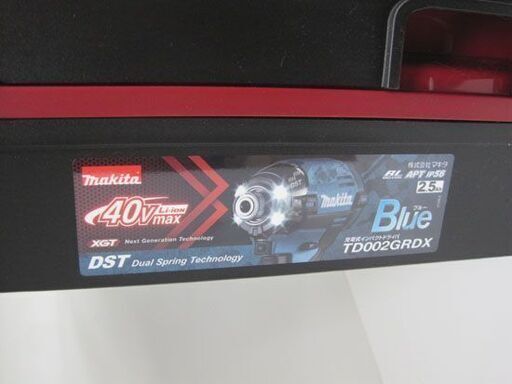 makita
40Vmax Li-ion
XGT Next Generation Technology
DST Dual Spring Technology
DST
株式会社マキタ
BL APT IP56
2.5Ah
ブルー
Blue
充電式インパクトドライバ
TD002GRDX